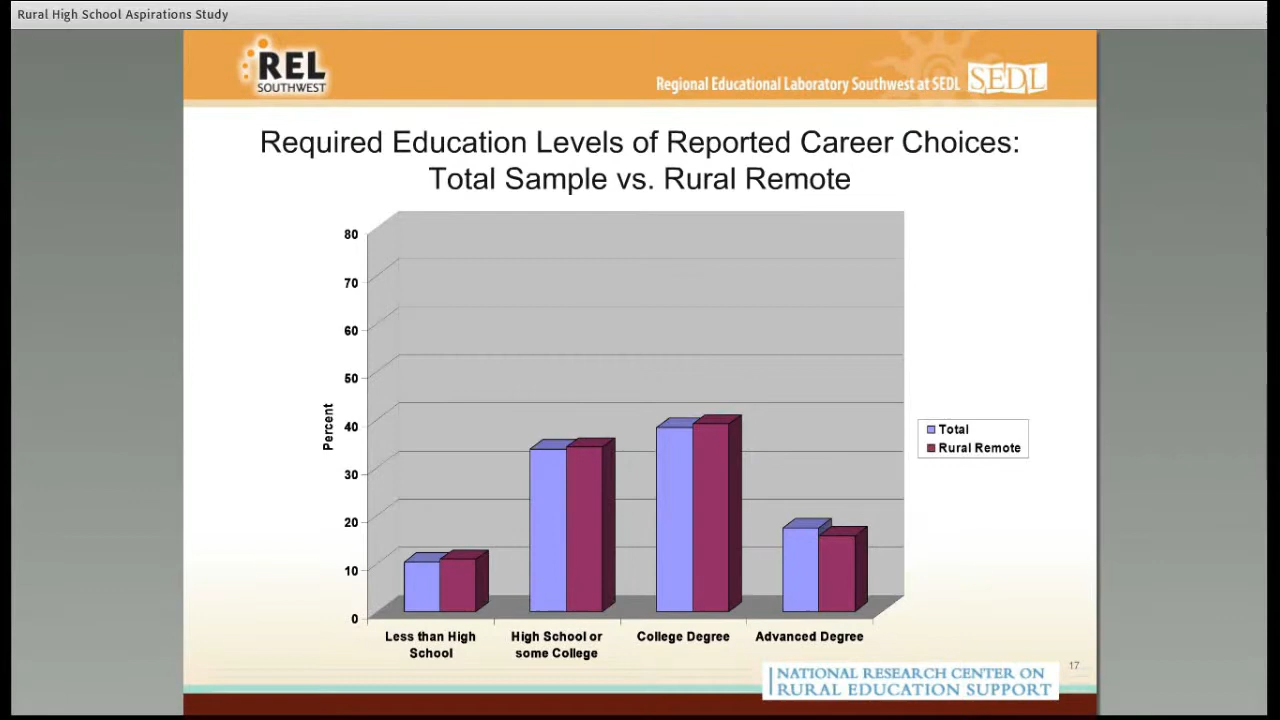 Rural High School Aspirations Study
REL
SOUTHWEST
Regional Educational Laboratory Southwest at SEDL
SEDL
Required Education Levels of Reported Career Choices:
Total Sample vs. Rural Remote
80
70
60
50
40
30
20
10
0
Percent
Less than High
School
High School or
some College
College Degree
Advanced Degree
Total
Rural Remote
NATIONAL RESEARCH CENTER ON
RURAL EDUCATION SUPPORT
17